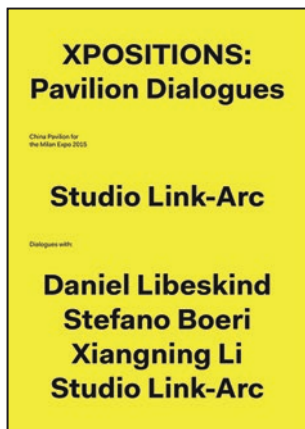 XPOSITIONS:
Pavilion Dialogues
China Pavilion for
the Milan Expo 2015
Studio Link-Arc
Dialogues with:
Daniel Libeskind
Stefano Boeri
Xiangning Li
Studio Link-Arc